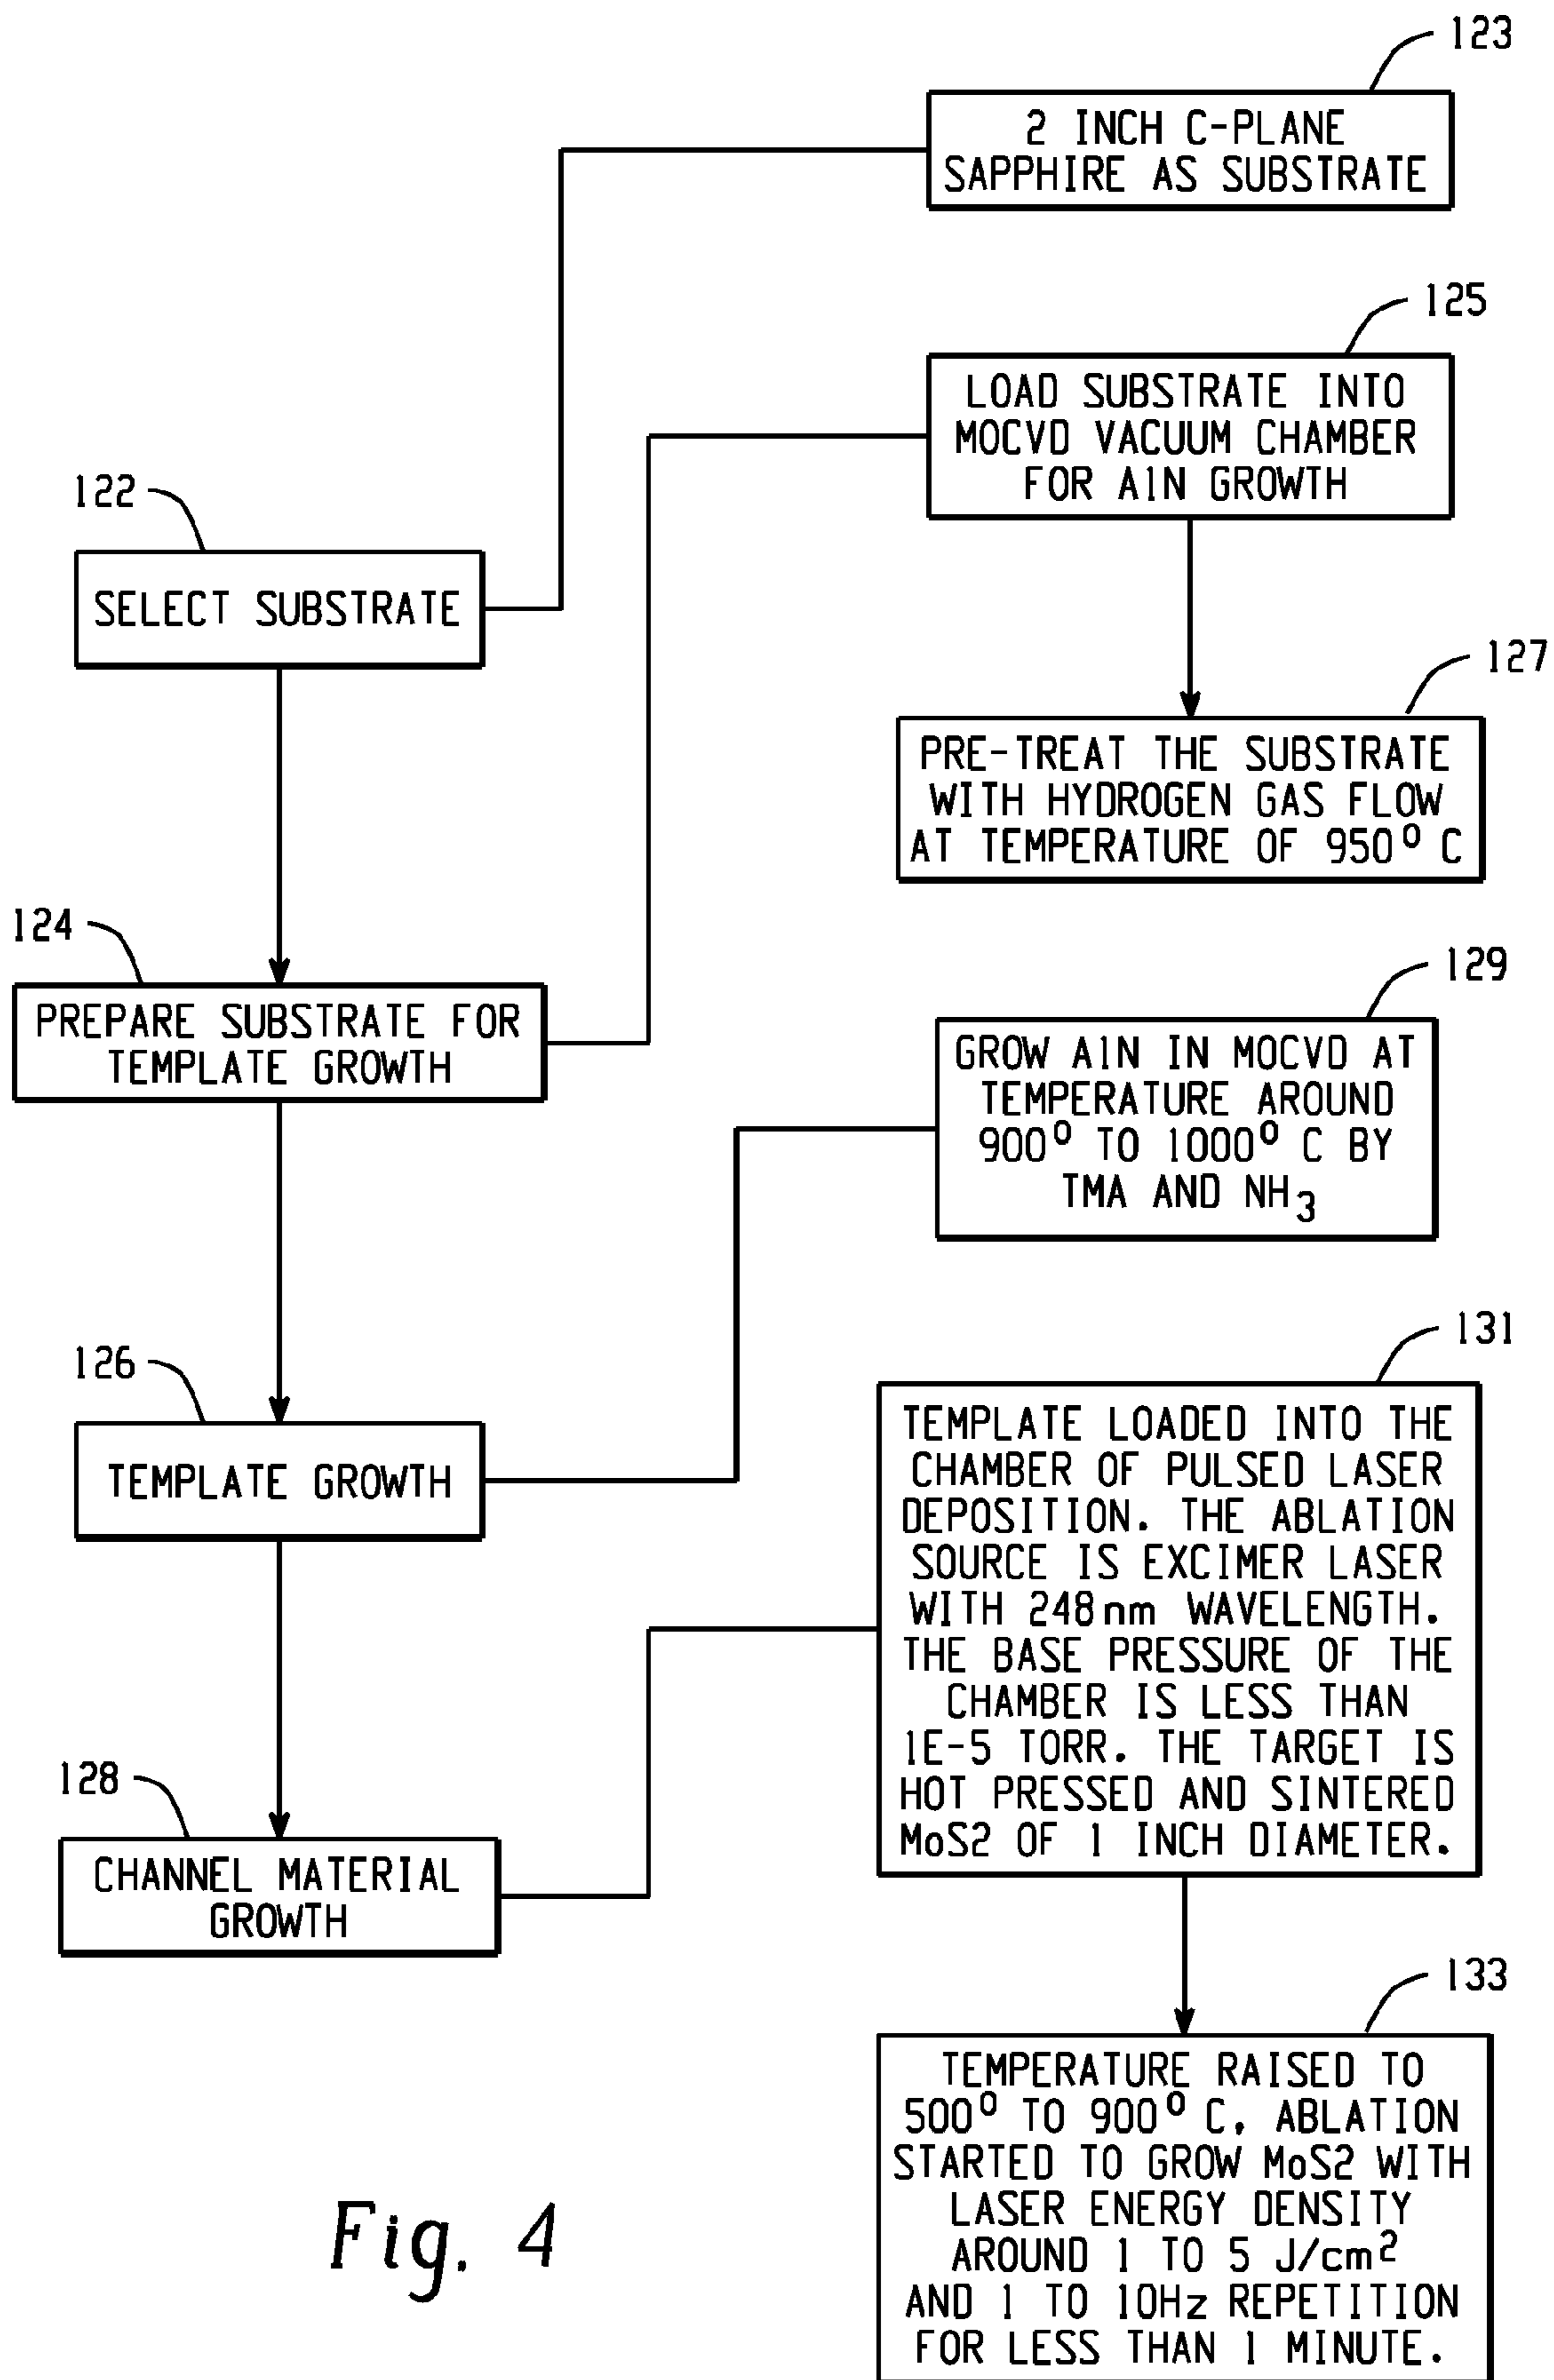 123
2 INCH C-PLANE
SAPPHIRE AS SUBSTRATE
125
LOAD SUBSTRATE INTO
MOCVD VACUUM CHAMBER
FOR A1N GROWTH
122
SELECT SUBSTRATE
127
PRE-TREAT THE SUBSTRATE
WITH HYDROGEN GAS FLOW
AT TEMPERATURE OF 950° C
124
PREPARE SUBSTRATE FOR
TEMPLATE GROWTH
129
GROW A1N IN MOCVD AT
TEMPERATURE AROUND
900° TO 1000° C BY
TMA AND NH₃
126
TEMPLATE GROWTH
131
TEMPLATE LOADED INTO THE
CHAMBER OF PULSED LASER
DEPOSITION. THE ABLATION
SOURCE IS EXCIMER LASER
WITH 248nm WAVELENGTH.
THE BASE PRESSURE OF THE
CHAMBER IS LESS THAN
1E-5 TORR. THE TARGET IS
HOT PRESSED AND SINTERED
MoS2 OF 1 INCH DIAMETER.
128
CHANNEL MATERIAL
GROWTH
133
TEMPERATURE RAISED TO
500° TO 900° C, ABLATION
STARTED TO GROW MoS2 WITH
LASER ENERGY DENSITY
AROUND 1 TO 5 J/cm²
AND 1 TO 10Hz REPETITION
FOR LESS THAN 1 MINUTE.
Fig. 4